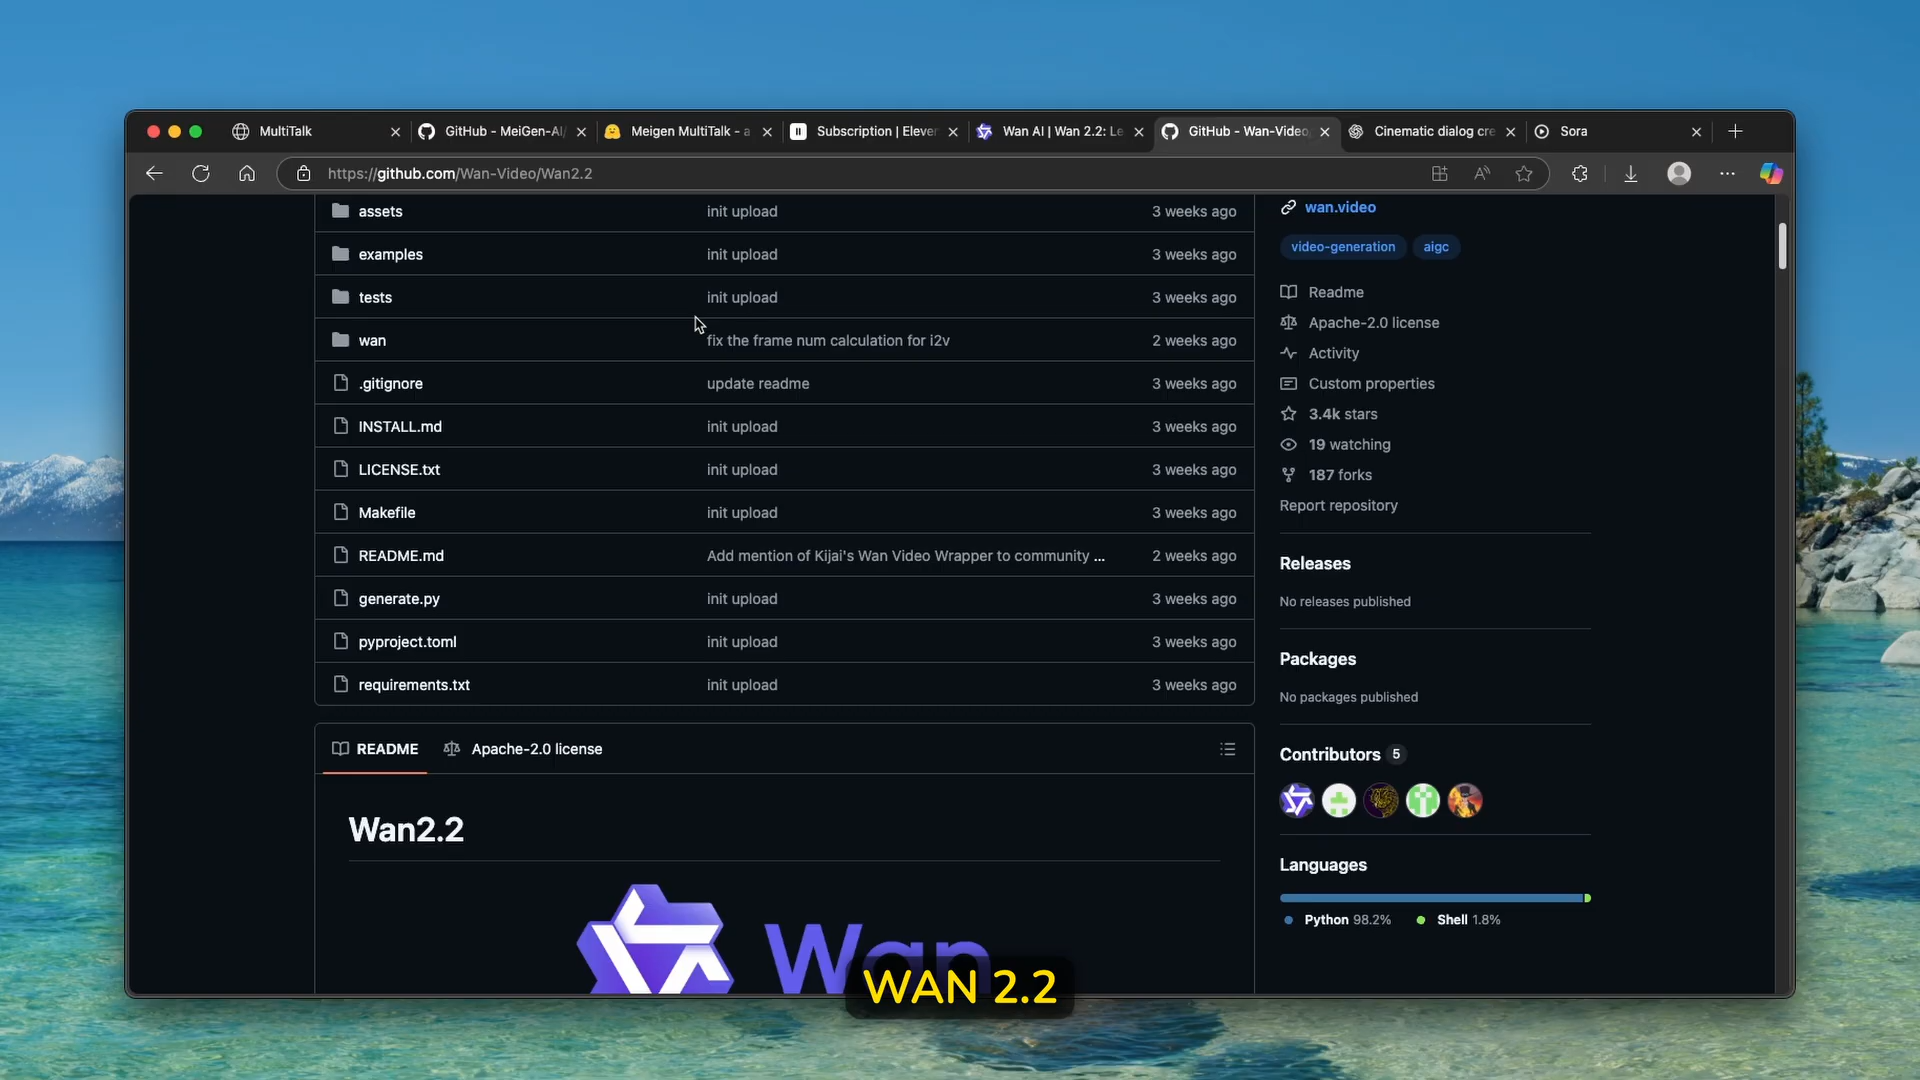 MultiTalk
GitHub - MeiGen-AI/
Meigen MultiTalk - a
Subscription | Eleven
Wan AI | Wan 2.2: Le
GitHub - Wan-Video
Cinematic dialog cre
Sora
https://github.com/Wan-Video/Wan2.2
assets init upload 3 weeks ago
examples init upload 3 weeks ago
tests init upload 3 weeks ago
wan fix the frame num calculation for i2v 2 weeks ago
.gitignore update readme 3 weeks ago
INSTALL.md init upload 3 weeks ago
LICENSE.txt init upload 3 weeks ago
Makefile init upload 3 weeks ago
README.md Add mention of Kijai's Wan Video Wrapper to community ... 2 weeks ago
generate.py init upload 3 weeks ago
pyproject.toml init upload 3 weeks ago
requirements.txt init upload 3 weeks ago
README Apache-2.0 license
Wan2.2
Wan
wan.video
video-generation aigc
Readme
Apache-2.0 license
Activity
Custom properties
3.4k stars
19 watching
187 forks
Report repository
Releases
No releases published
Packages
No packages published
Contributors 5
Languages
Python 98.2% Shell 1.8%
WAN 2.2